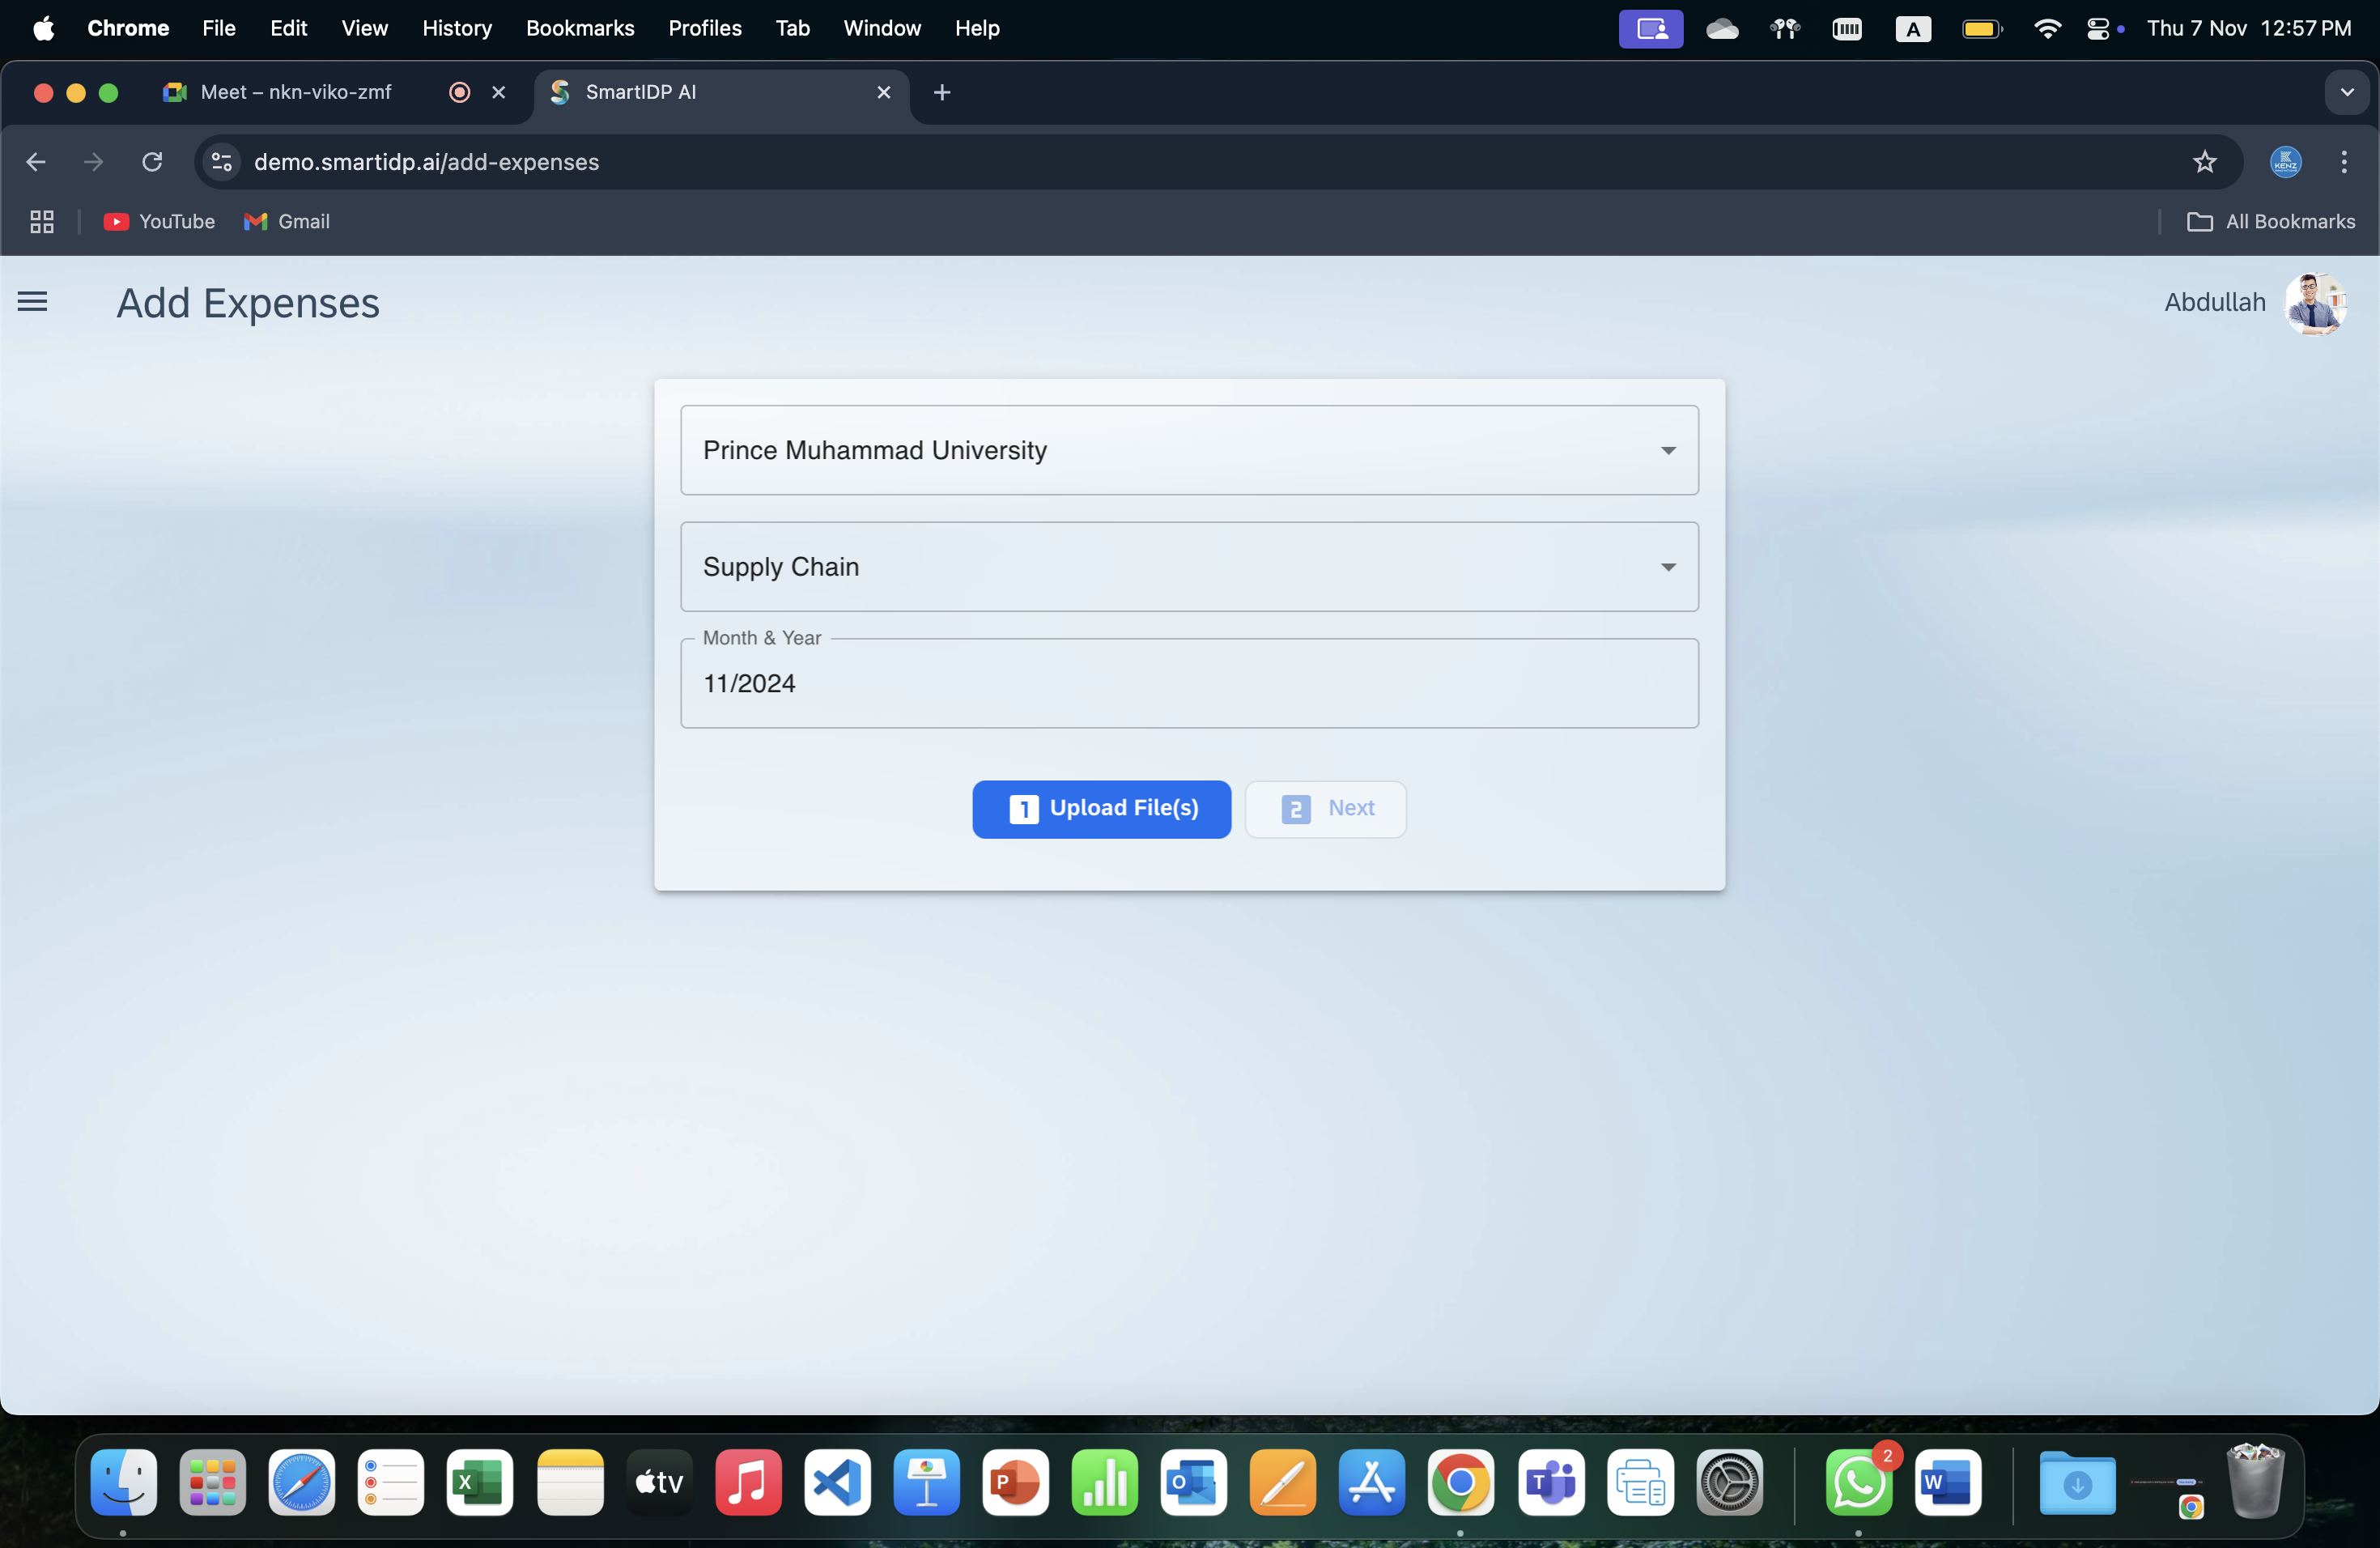 Chrome File Edit View History Bookmarks Profiles Tab Window Help A Thu 7 Nov 12:57 PM
Meet – nkn-viko-zmf SmartIDP AI
demo.smartidp.ai/add-expenses KENZ
YouTube Gmail All Bookmarks
Add Expenses Abdullah
Prince Muhammad University
Supply Chain
Month & Year
11/2024
1 Upload File(s) 2 Next
X tv P O T 2 W